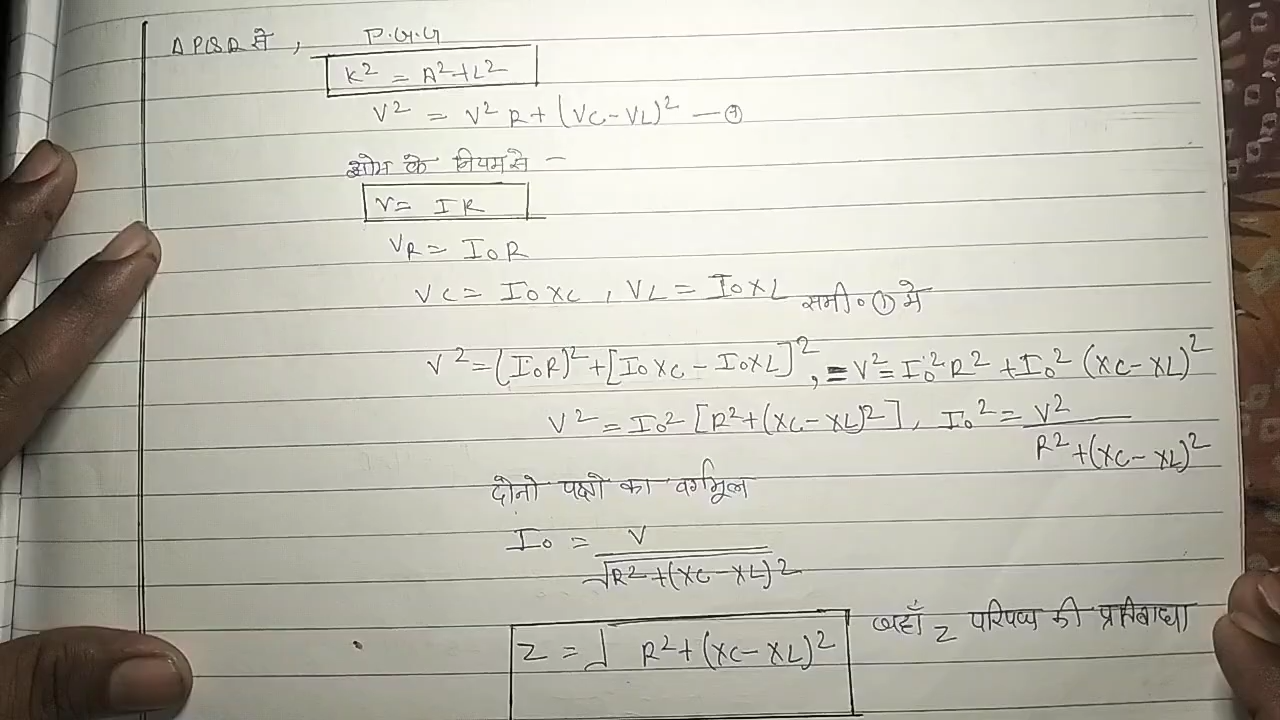 Δ PQR से , P.G.G
K² = A²+L²
V² = V²R+(VC-VL)² —①
ओम के नियम से —
V= IR
VR= I₀R
VC= I₀XC , VL= I₀XL समी० ① मे
V²=(I₀R)²+[I₀XC-I₀XL]², = V²= I₀²R²+I₀²(XC-XL)²
V² = I₀²[R²+(XC-XL)²], I₀²= V²/R²+(XC-XL)²
दोनो पक्षो का वर्गमूल
I₀ = V/√R²+(XC-XL)²
Z = √R²+(XC-XL)² जहाँ Z परिपथ की प्रतिबाधा